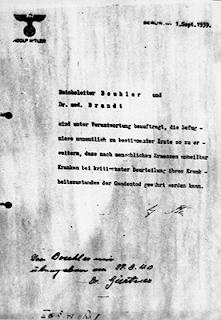 ADOLF HITLER
BERLIN, 1.Sept. 1939.
Reichsleiter Bouhler und
Dr. med. Brandt
sind unter Verantwortung beauftragt, die Befug-
nisse namentlich zu bestimmender Ärzte so zu er-
weitern, dass nach menschlichem Ermessen unheilbar
Kranken bei kritischster Beurteilung ihres Krank-
heitszustandes der Gnadentod gewährt werden kann.
Von Bouhler mir
übergeben am 27.8.40
Dr. Gürtner